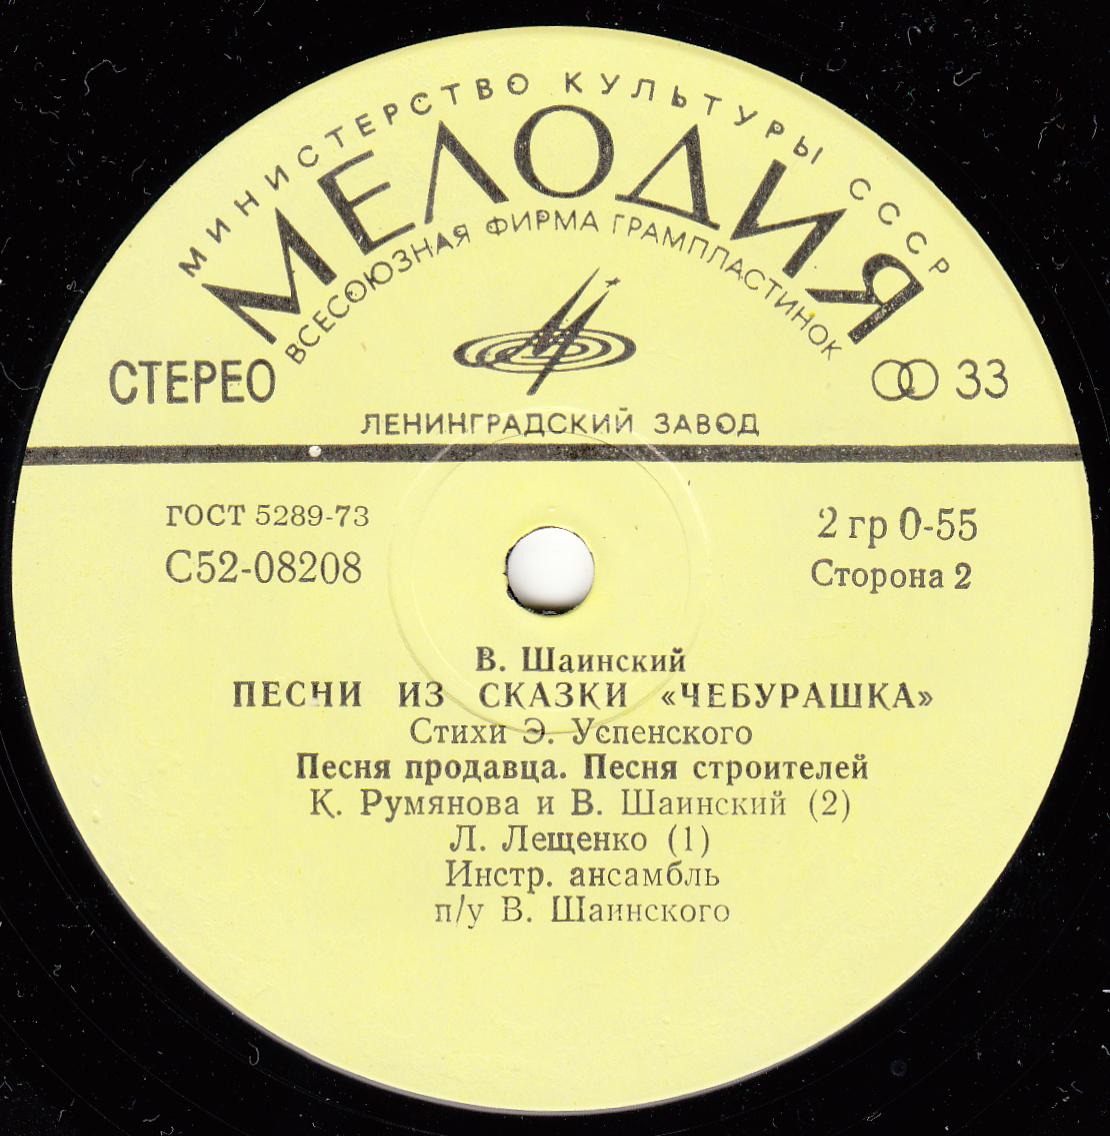 МИНИСТЕРСТВО КУЛЬТУРЫ СССР
МЕЛОДИЯ
ВСЕСОЮЗНАЯ ФИРМА ГРАМПЛАСТИНОК
СТЕРЕО
33
ЛЕНИНГРАДСКИЙ ЗАВОД
ГОСТ 5289-73
2 гр 0-55
С52-08208
Сторона 2
В. Шаинский
ПЕСНИ ИЗ СКАЗКИ «ЧЕБУРАШКА»
Стихи Э. Успенского
Песня продавца. Песня строителей
К. Румянова и В. Шаинский (2)
Л. Лещенко (1)
Инстр. ансамбль
п/у В. Шаинского